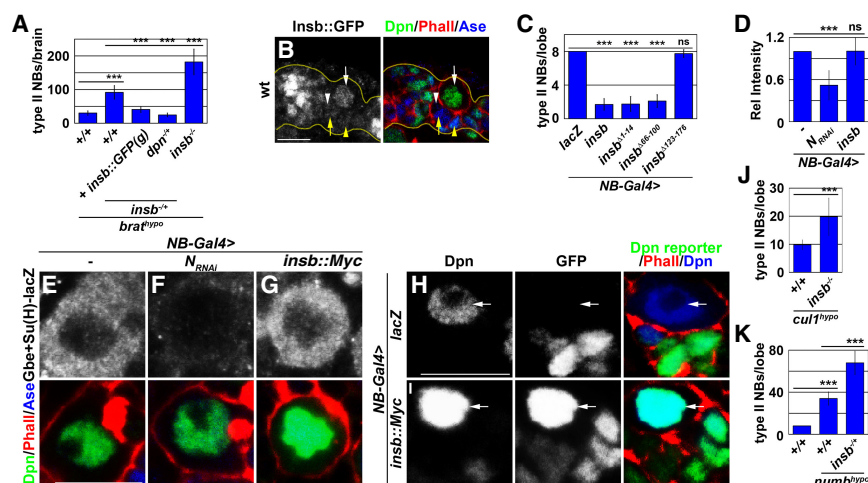 A
type II NBs/brain
200
100
0
***
***
***
***
+/+
+/+
+ insb::GFP(g)
dpn-/+
insb-/-
insb-/+
brathypo
B
Insb::GFP
Dpn/Phall/Ase
wt
C
type II NBs/lobe
8
4
0
***
***
***
ns
lacZ
insb
insbΔ1-14
insbΔ66-100
insbΔ123-176
NB-Gal4>
D
Rel Intensity
1.2
0.6
0
***
ns
-
NRNAi
insb
NB-Gal4>
NB-Gal4>
-
NRNAi
insb::Myc
E
F
G
Gbe+Su(H)-lacZ
Dpn/Phall/Ase
NB-Gal4>
lacZ
insb::Myc
Dpn
GFP
Dpn reporter
/Phall/Dpn
H
I
J
type II NBs/lobe
20
10
0
***
+/+
insb-/-
cul1hypo
K
type II NBs/lobe
80
40
0
***
***
+/+
+/+
insb-/-
numbhypo